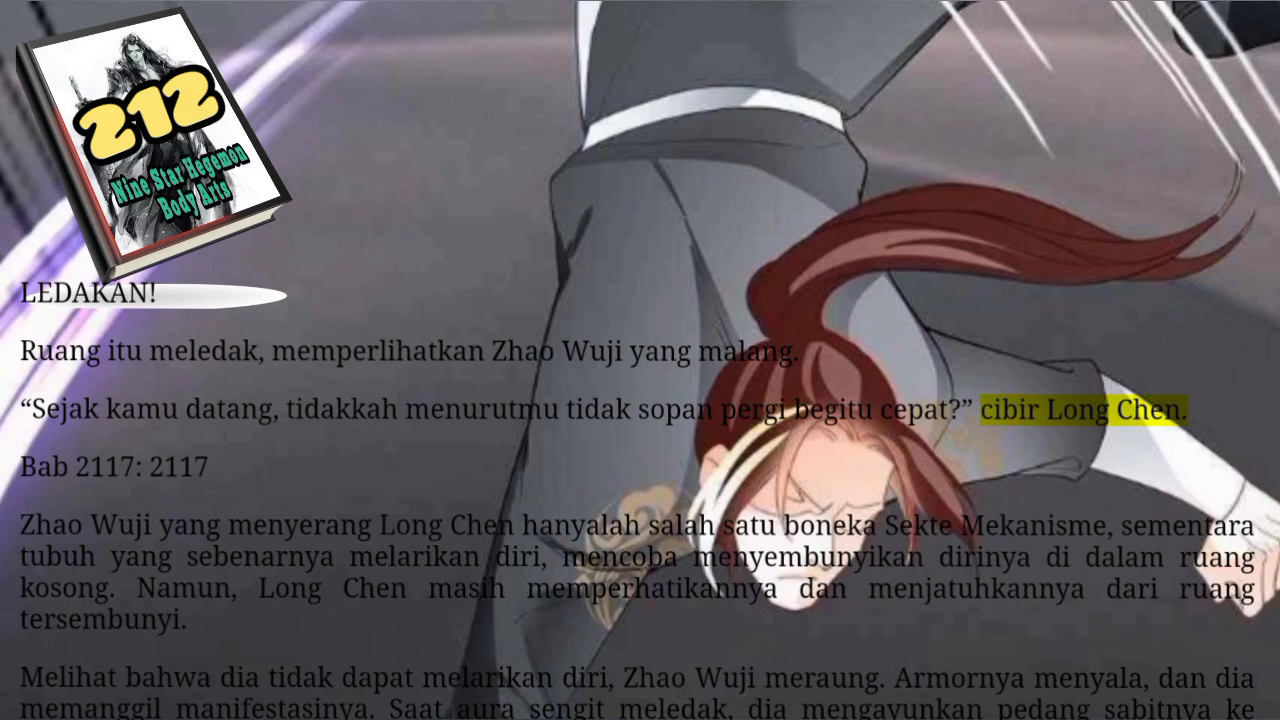 212
Nine Star Hegemon
Body Arts
LEDAKAN!
Ruang itu meledak, memperlihatkan Zhao Wuji yang malang.
“Sejak kamu datang, tidakkah menurutmu tidak sopan pergi begitu cepat?” cibir Long Chen.
Bab 2117: 2117
Zhao Wuji yang menyerang Long Chen hanyalah salah satu boneka Sekte Mekanisme, sementara
tubuh yang sebenarnya melarikan diri, mencoba menyembunyikan dirinya di dalam ruang
kosong. Namun, Long Chen masih memperhatikannya dan menjatuhkannya dari ruang
tersembunyi.
Melihat bahwa dia tidak dapat melarikan diri, Zhao Wuji meraung. Armornya menyala, dan dia
memanggil manifestasinya. Saat aura sengit meledak, dia mengayunkan pedang sabitnya ke